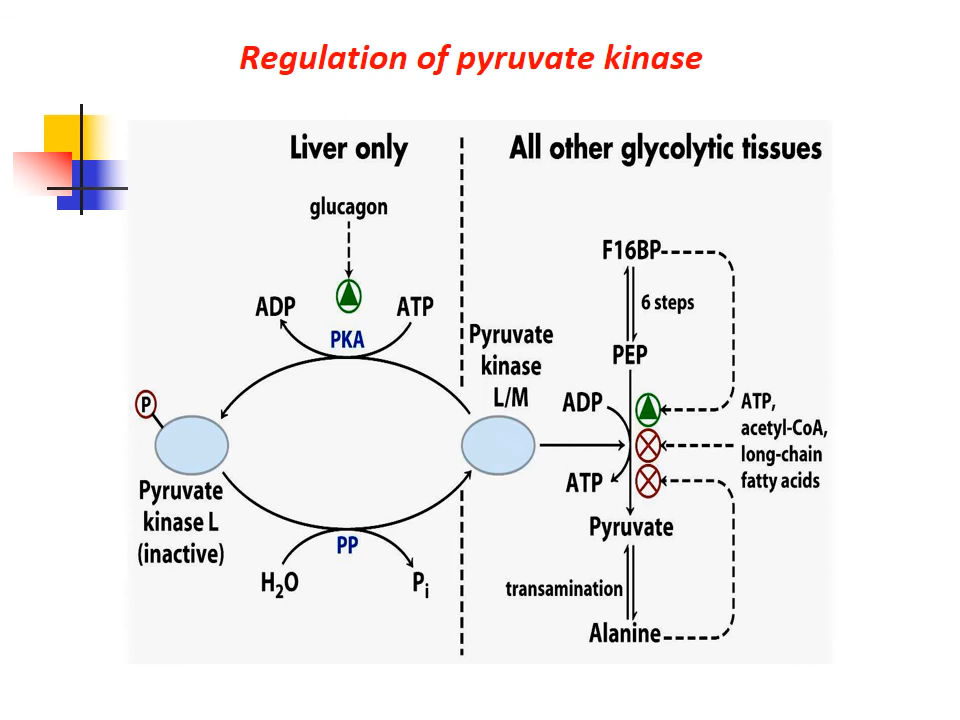 Regulation of pyruvate kinase
Liver only
All other glycolytic tissues
glucagon
ADP
ATP
PKA
P
Pyruvate
kinase L
(inactive)
PP
H₂O
Pᵢ
Pyruvate
kinase
L/M
F16BP
6 steps
PEP
ADP
ATP
ATP,
acetyl-CoA,
long-chain
fatty acids
Pyruvate
transamination
Alanine